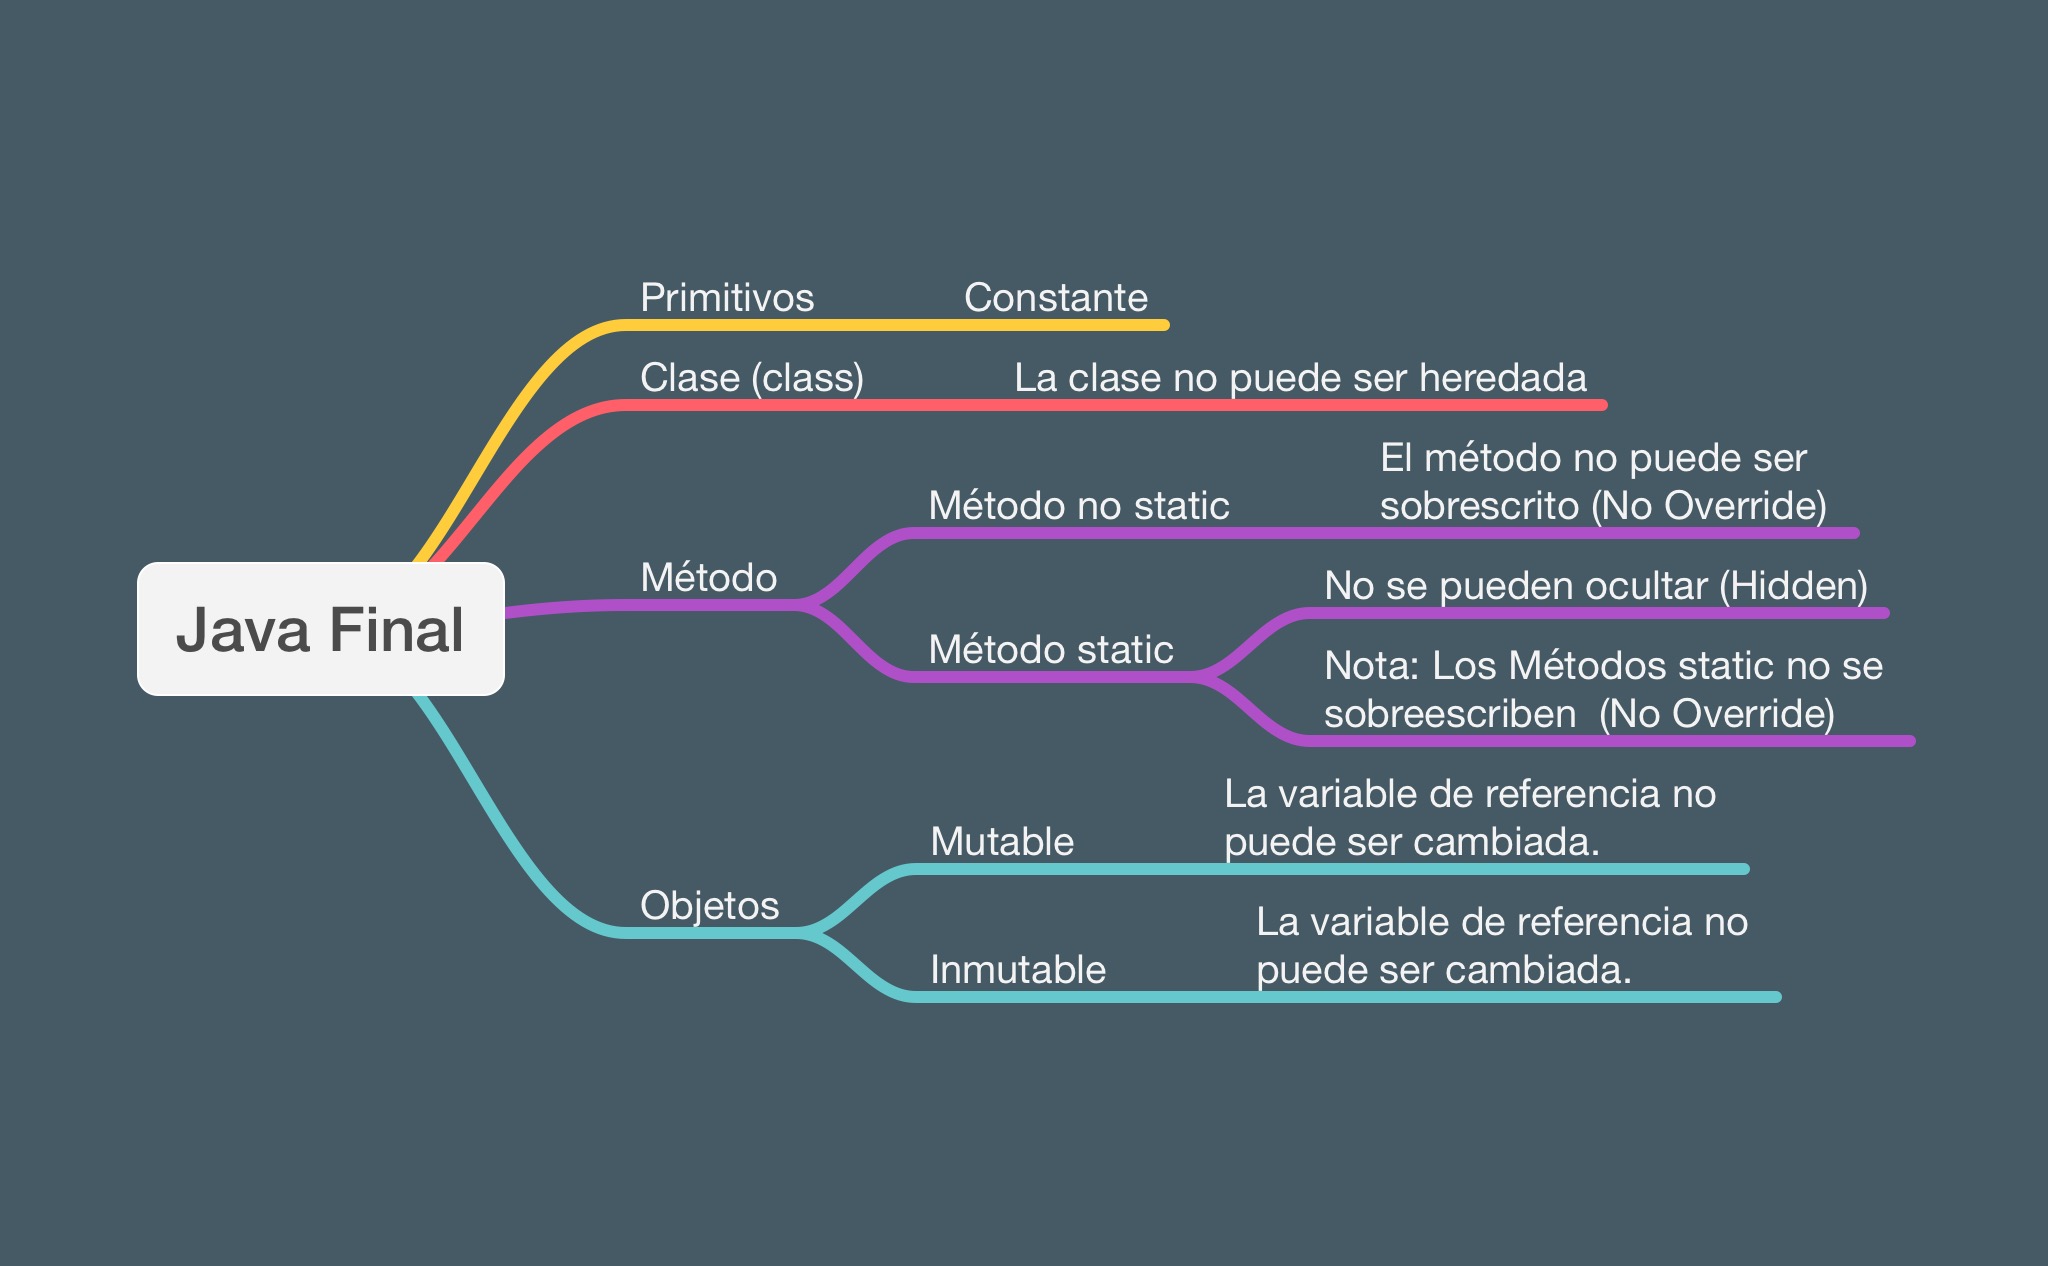 Java Final
Primitivos
Constante
Clase (class)
La clase no puede ser heredada
Método
Método no static
El método no puede ser
sobrescrito (No Override)
Método static
No se pueden ocultar (Hidden)
Nota: Los Métodos static no se
sobreescriben  (No Override)
Objetos
Mutable
La variable de referencia no
puede ser cambiada.
Inmutable
La variable de referencia no
puede ser cambiada.